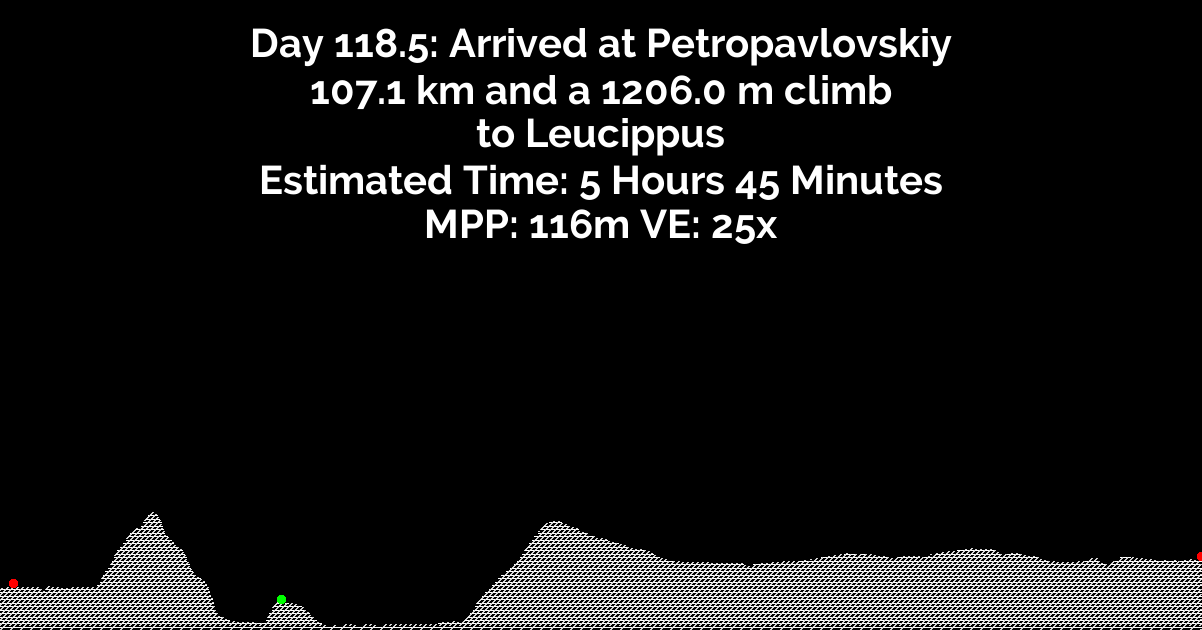 Day 118.5: Arrived at Petropavlovskiy
107.1 km and a 1206.0 m climb
to Leucippus
Estimated Time: 5 Hours 45 Minutes
MPP: 116m VE: 25x